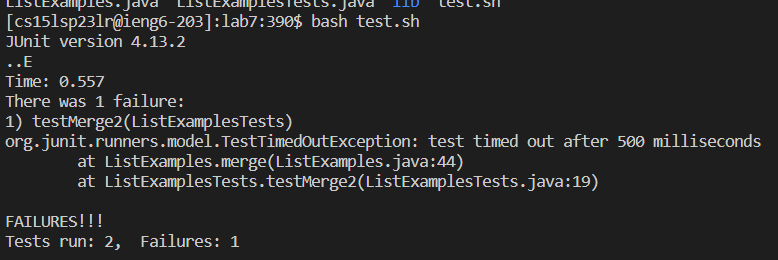 ListExamples.java  ListExamplesTests.java  lib  test.sh
[cs15lsp23lr@ieng6-203]:lab7:390$ bash test.sh
JUnit version 4.13.2
..E
Time: 0.557
There was 1 failure:
1) testMerge2(ListExamplesTests)
org.junit.runners.model.TestTimedOutException: test timed out after 500 milliseconds
        at ListExamples.merge(ListExamples.java:44)
        at ListExamplesTests.testMerge2(ListExamplesTests.java:19)
FAILURES!!!
Tests run: 2,  Failures: 1